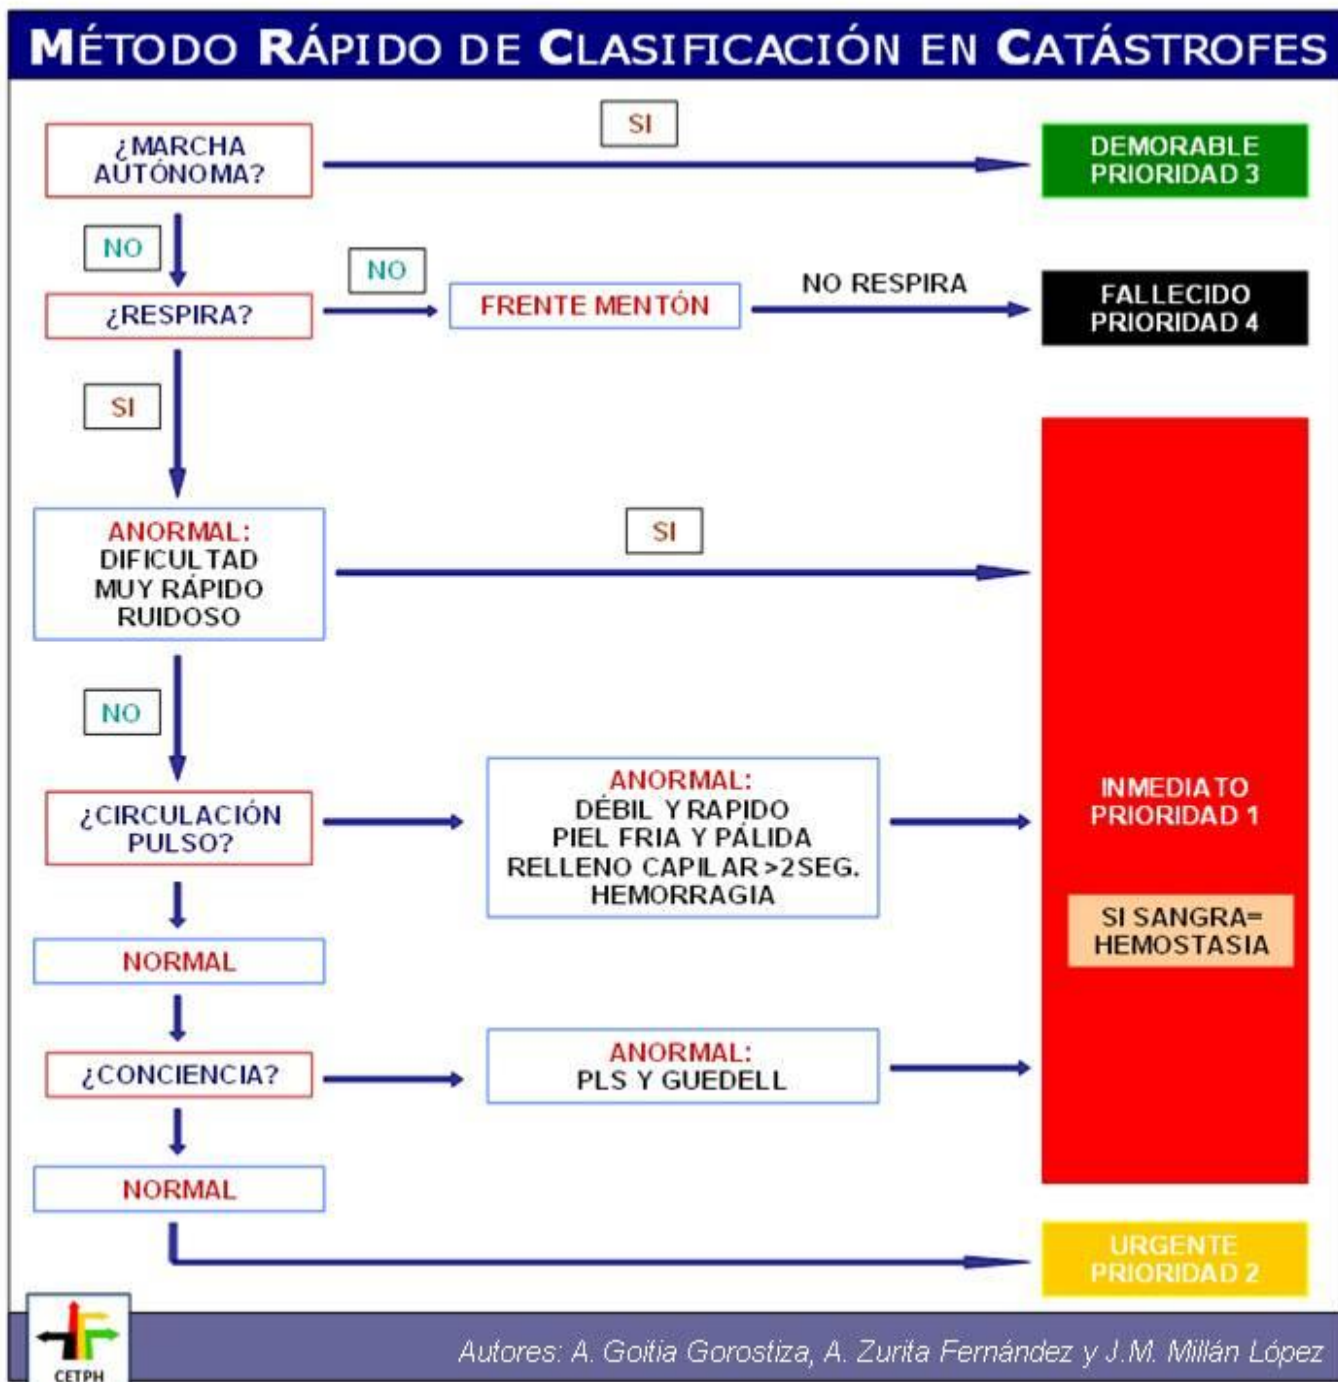 MÉTODO RÁPIDO DE CLASIFICACIÓN EN CATÁSTROFES
¿MARCHA
AUTÓNOMA?
SI
DEMORABLE
PRIORIDAD 3
NO
¿RESPIRA?
NO
FRENTE MENTÓN
NO RESPIRA
FALLECIDO
PRIORIDAD 4
SI
ANORMAL:
DIFICULTAD
MUY RÁPIDO
RUIDOSO
SI
NO
¿CIRCULACIÓN
PULSO?
ANORMAL:
DÉBIL Y RAPIDO
PIEL FRIA Y PÁLIDA
RELLENO CAPILAR >2SEG.
HEMORRAGIA
INMEDIATO
PRIORIDAD 1
SI SANGRA=
HEMOSTASIA
NORMAL
¿CONCIENCIA?
ANORMAL:
PLS Y GUEDELL
NORMAL
URGENTE
PRIORIDAD 2
CETPH
Autores: A. Goitia Gorostiza, A. Zurita Fernández y J.M. Millán López